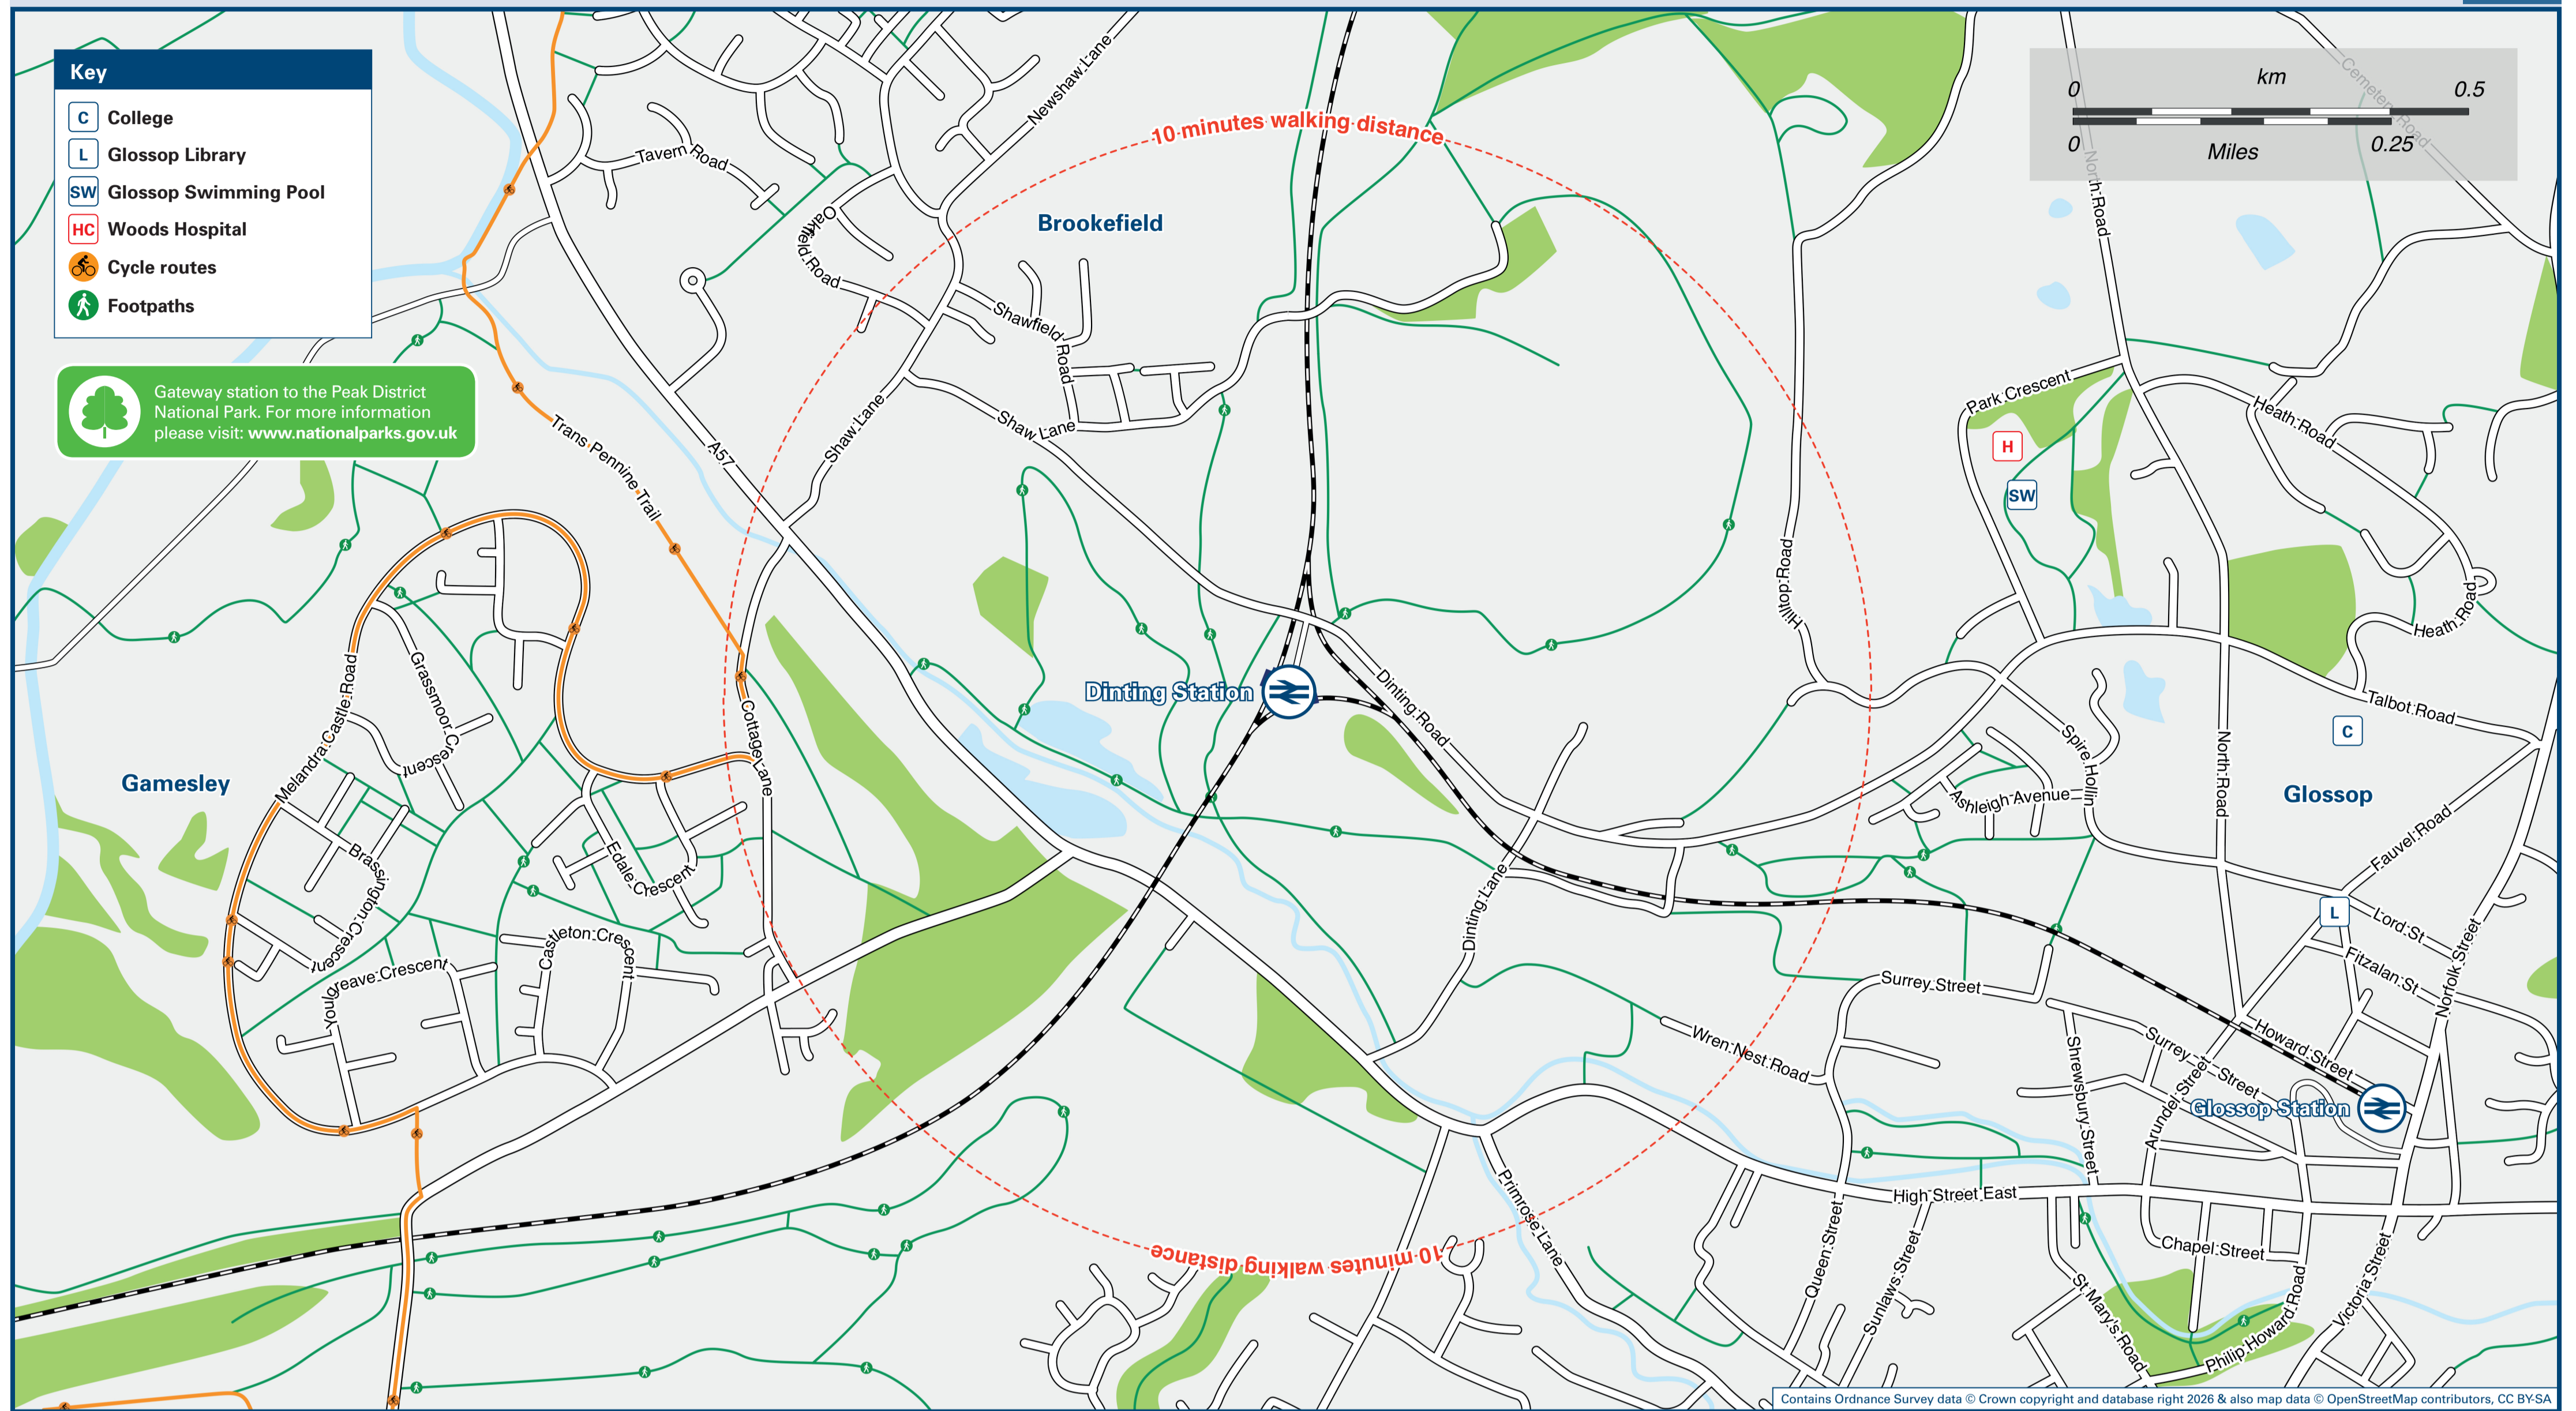 Key
C College
L Glossop Library
SW Glossop Swimming Pool
HC Woods Hospital
Cycle routes
Footpaths
Gateway station to the Peak District
National Park. For more information
please visit: www.nationalparks.gov.uk
km
0 0.5
0 0.25
Miles
Cemetery Road
North Road
Newshaw Lane
10 minutes walking distance
Tavern Road
Oakfield Road
Brookefield
Shawfield Road
Shaw Lane
Shaw Lane
A57
Trans Pennine Trail
Park Crescent
H
SW
Heath Road
Heath Road
Hilltop Road
Talbot Road
C
Glossop
North Road
Spire Hollin
Ashleigh Avenue
Fauvel Road
L
Lord St
Fitzalan St
Norfolk Street
Dinting Station
Dinting Road
Dinting Lane
Cottage Lane
Grassmoor Crescent
Melandra Castle Road
Gamesley
Brassington Crescent
Edale Crescent
Castleton Crescent
Youlgreave Crescent
Surrey Street
Wren Nest Road
Howard Street
Surrey Street
Shrewsbury Street
Arundel Street
Glossop Station
High Street East
Primrose Lane
10 minutes walking distance
Queen Street
Sunlaws Street
Chapel Street
St Mary's Road
Philip Howard Road
Victoria Street
Contains Ordnance Survey data © Crown copyright and database right 2026 & also map data © OpenStreetMap contributors, CC BY-SA